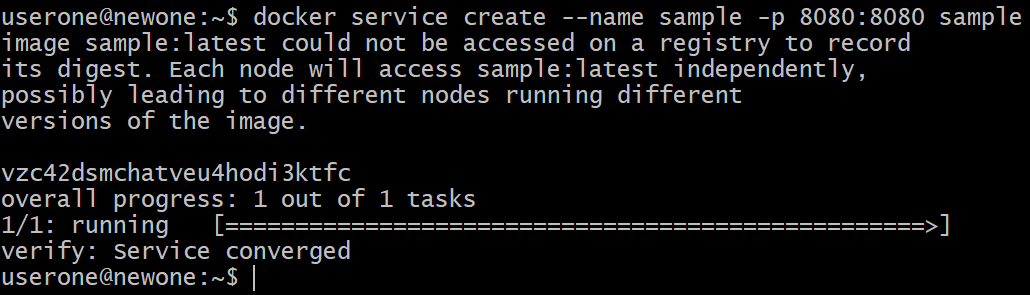 userone@newone:~$ docker service create --name sample -p 8080:8080 sample
image sample:latest could not be accessed on a registry to record
its digest. Each node will access sample:latest independently,
possibly leading to different nodes running different
versions of the image.

vzc42dsmchatveu4hodi3ktfc
overall progress: 1 out of 1 tasks
1/1: running   [==================================================>]
verify: Service converged
userone@newone:~$